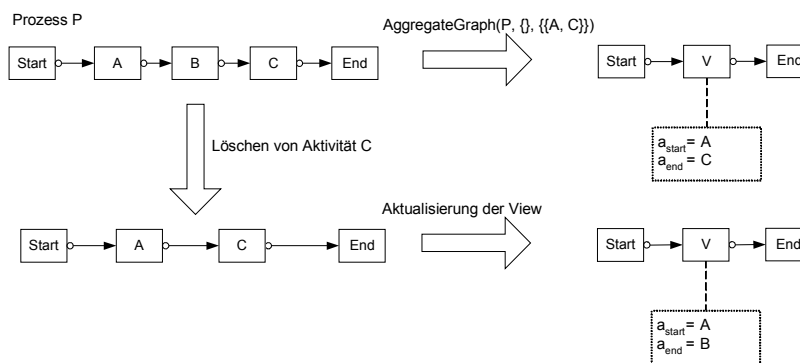 Prozess P
AggregateGraph(P, {}, {{A, C}})
Start A B C End
Start V End
a_start = A
a_end = C
Löschen von Aktivität C
Aktualisierung der View
Start A C End
Start V End
a_start = A
a_end = B